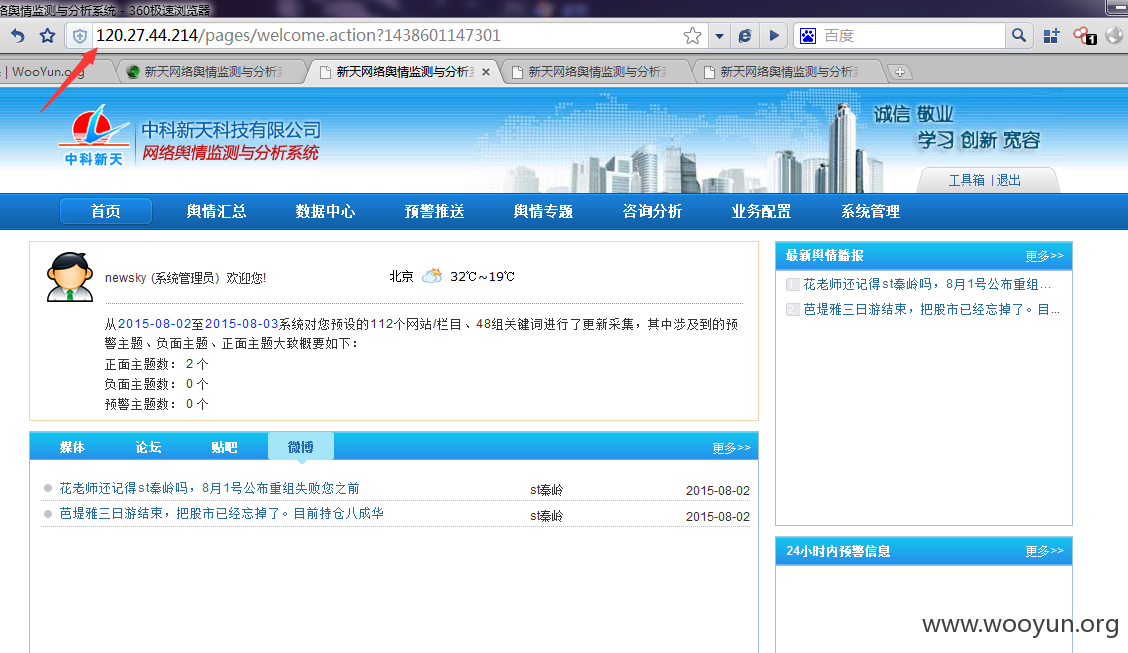 络舆情监测与分析系统 - 360极速浏览器
120.27.44.214/pages/welcome.action?1438601147301
百度
1
| WooYun.org
新天网络舆情监测与分析
新天网络舆情监测与分析
新天网络舆情监测与分析
新天网络舆情监测与分析
中科新天
中科新天科技有限公司
网络舆情监测与分析系统
诚信 敬业
学习 创新 宽容
工具箱 | 退出
首页 舆情汇总 数据中心 预警推送 舆情专题 咨询分析 业务配置 系统管理
newsky (系统管理员) 欢迎您!
北京 32℃~19℃
从2015-08-02至2015-08-03系统对您预设的112个网站/栏目、48组关键词进行了更新采集，其中涉及到的预
警主题、负面主题、正面主题大致概要如下：
正面主题数： 2 个
负面主题数： 0 个
预警主题数： 0 个
媒体 论坛 贴吧 微博 更多>>
花老师还记得st秦岭吗，8月1号公布重组失败您之前 st秦岭 2015-08-02
芭堤雅三日游结束，把股市已经忘掉了。目前持仓八成华 st秦岭 2015-08-02
最新舆情播报 更多>>
1 花老师还记得st秦岭吗，8月1号公布重组...
2 芭堤雅三日游结束，把股市已经忘掉了。目...
24小时内预警信息 更多>>
www.wooyun.org